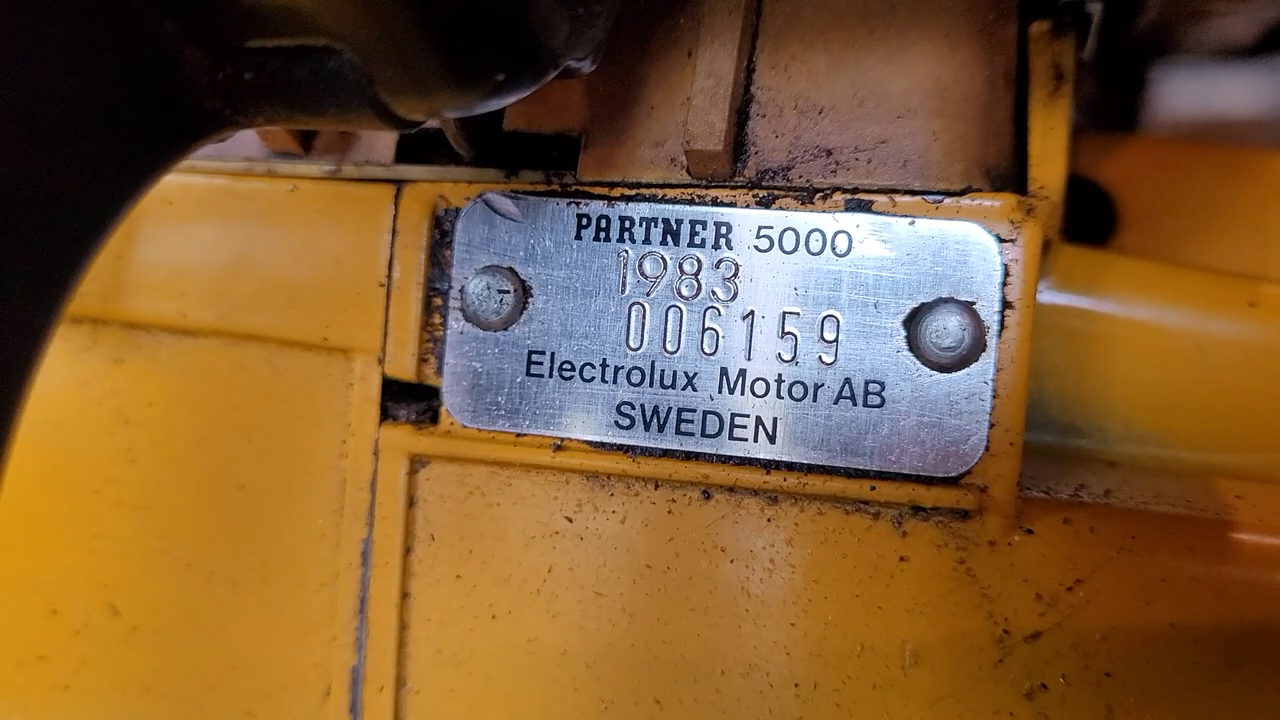 PARTNER 5000
1983
006159
Electrolux Motor AB
SWEDEN